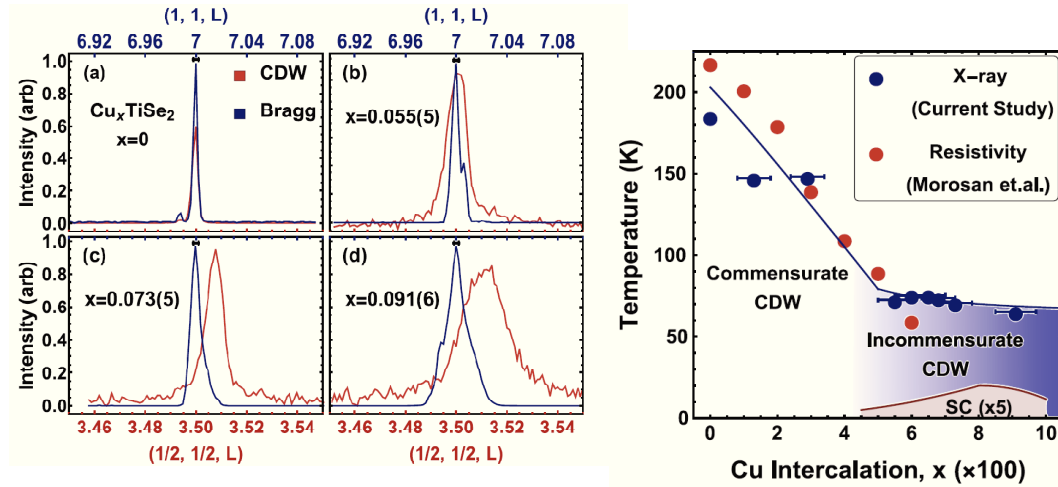 (1, 1, L)
6.92 6.96 7 7.04 7.08
6.92 6.96 7 7.04 7.08
(a)
CDW
CuxTiSe2
Bragg
x=0
(b)
x=0.055(5)
Intensity (arb)
1.0
0.8
0.6
0.4
0.2
0.0
(c)
x=0.073(5)
(d)
x=0.091(6)
Intensity (arb)
1.0
0.8
0.6
0.4
0.2
0.0
3.46 3.48 3.50 3.52 3.54
3.46 3.48 3.50 3.52 3.54
(1/2, 1/2, L)
(1, 1, L)
(1/2, 1/2, L)
X-ray
(Current Study)
Resistivity
(Morosan et.al.)
Temperature (K)
200
150
100
50
0
Commensurate
CDW
Incommensurate
CDW
SC (x5)
0 2 4 6 8 10
Cu Intercalation, x (×100)